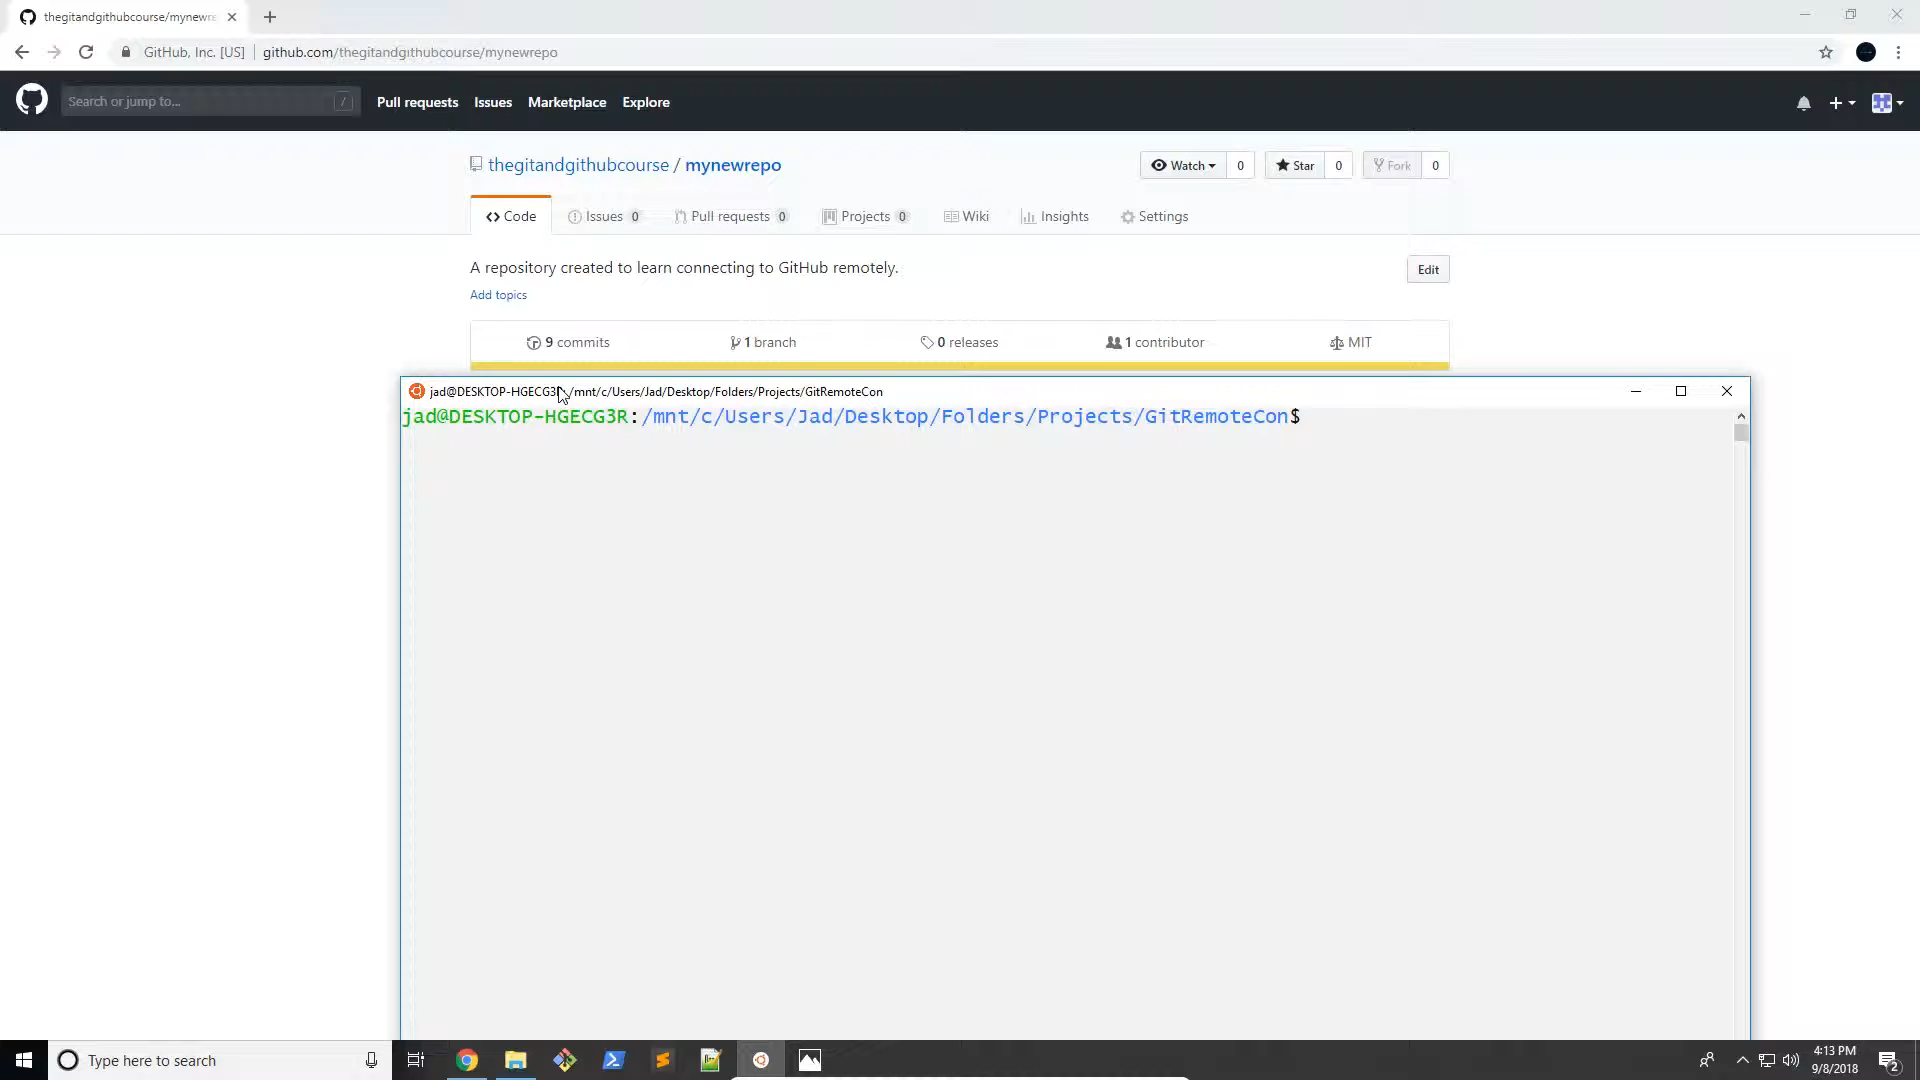 thegitandgithubcourse/mynewre
GitHub, Inc. [US] | github.com/thegitandgithubcourse/mynewrepo
Search or jump to... /
Pull requests Issues Marketplace Explore
thegitandgithubcourse / mynewrepo
Watch 0 Star 0 Fork 0
Code Issues 0 Pull requests 0 Projects 0 Wiki Insights Settings
A repository created to learn connecting to GitHub remotely.
Edit
Add topics
9 commits 1 branch 0 releases 1 contributor MIT
jad@DESKTOP-HGECG3R: /mnt/c/Users/Jad/Desktop/Folders/Projects/GitRemoteCon
jad@DESKTOP-HGECG3R:/mnt/c/Users/Jad/Desktop/Folders/Projects/GitRemoteCon$
Type here to search
4:13 PM
9/8/2018
2